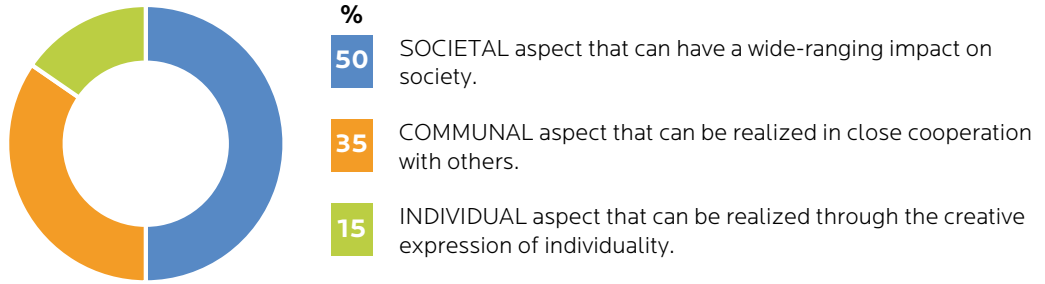 %
50 SOCIETAL aspect that can have a wide-ranging impact on
society.
35 COMMUNAL aspect that can be realized in close cooperation
with others.
15 INDIVIDUAL aspect that can be realized through the creative
expression of individuality.